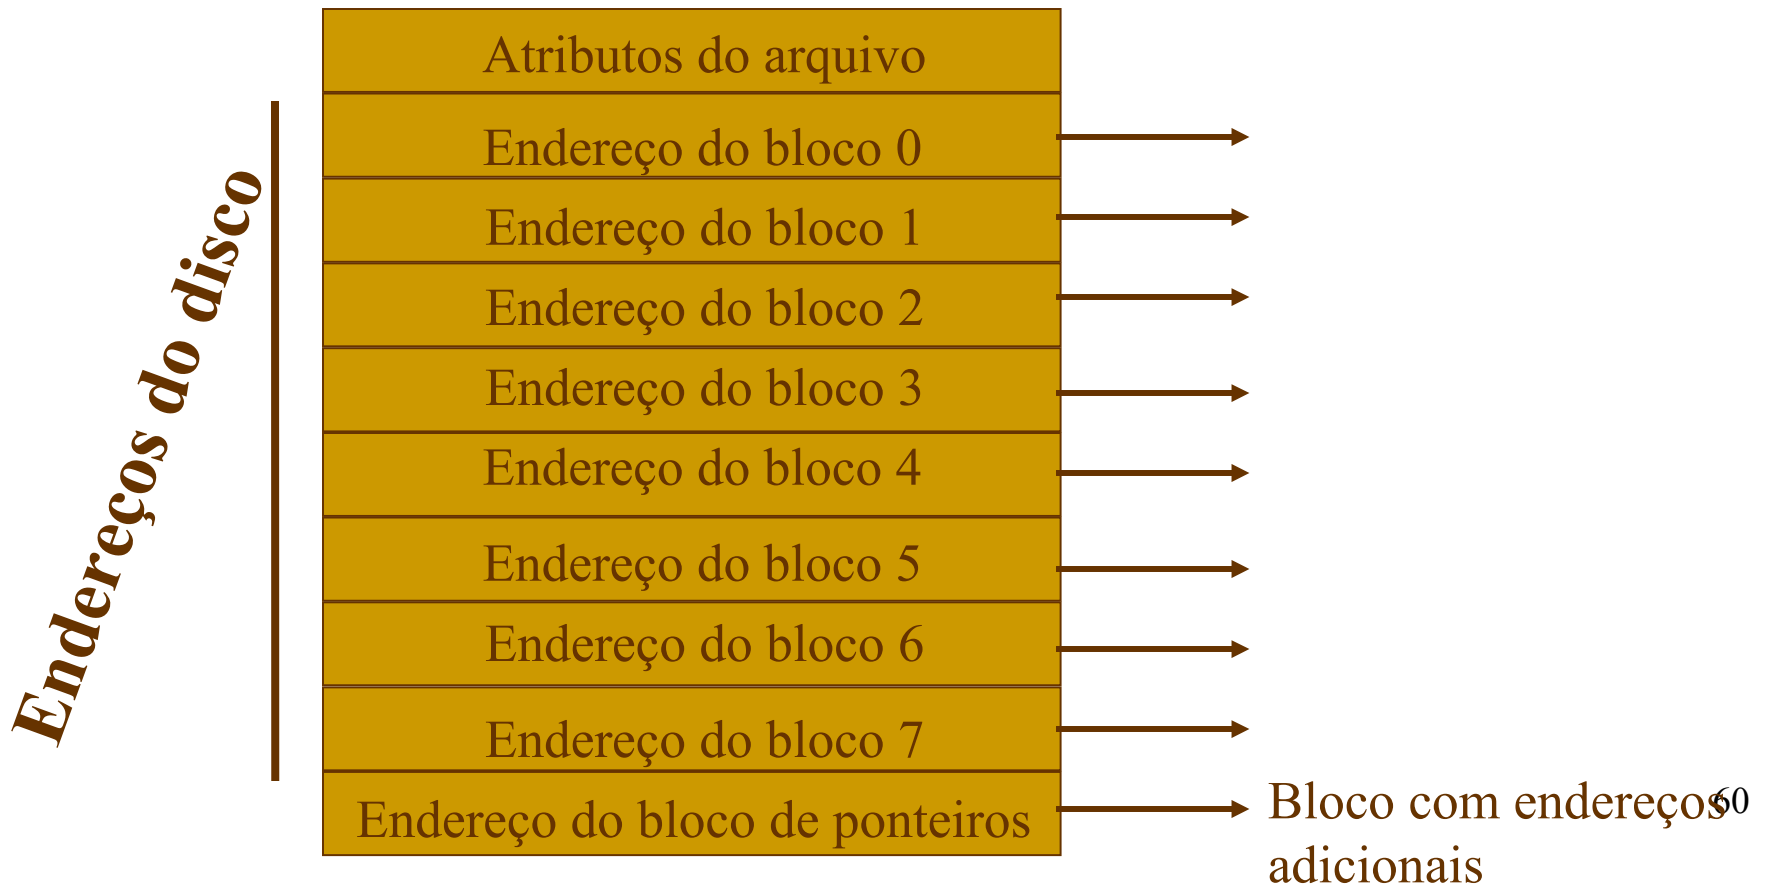 Atributos do arquivo
Endereços do disco
Endereço do bloco 0
Endereço do bloco 1
Endereço do bloco 2
Endereço do bloco 3
Endereço do bloco 4
Endereço do bloco 5
Endereço do bloco 6
Endereço do bloco 7
Endereço do bloco de ponteiros
Bloco com endereços
adicionais
60